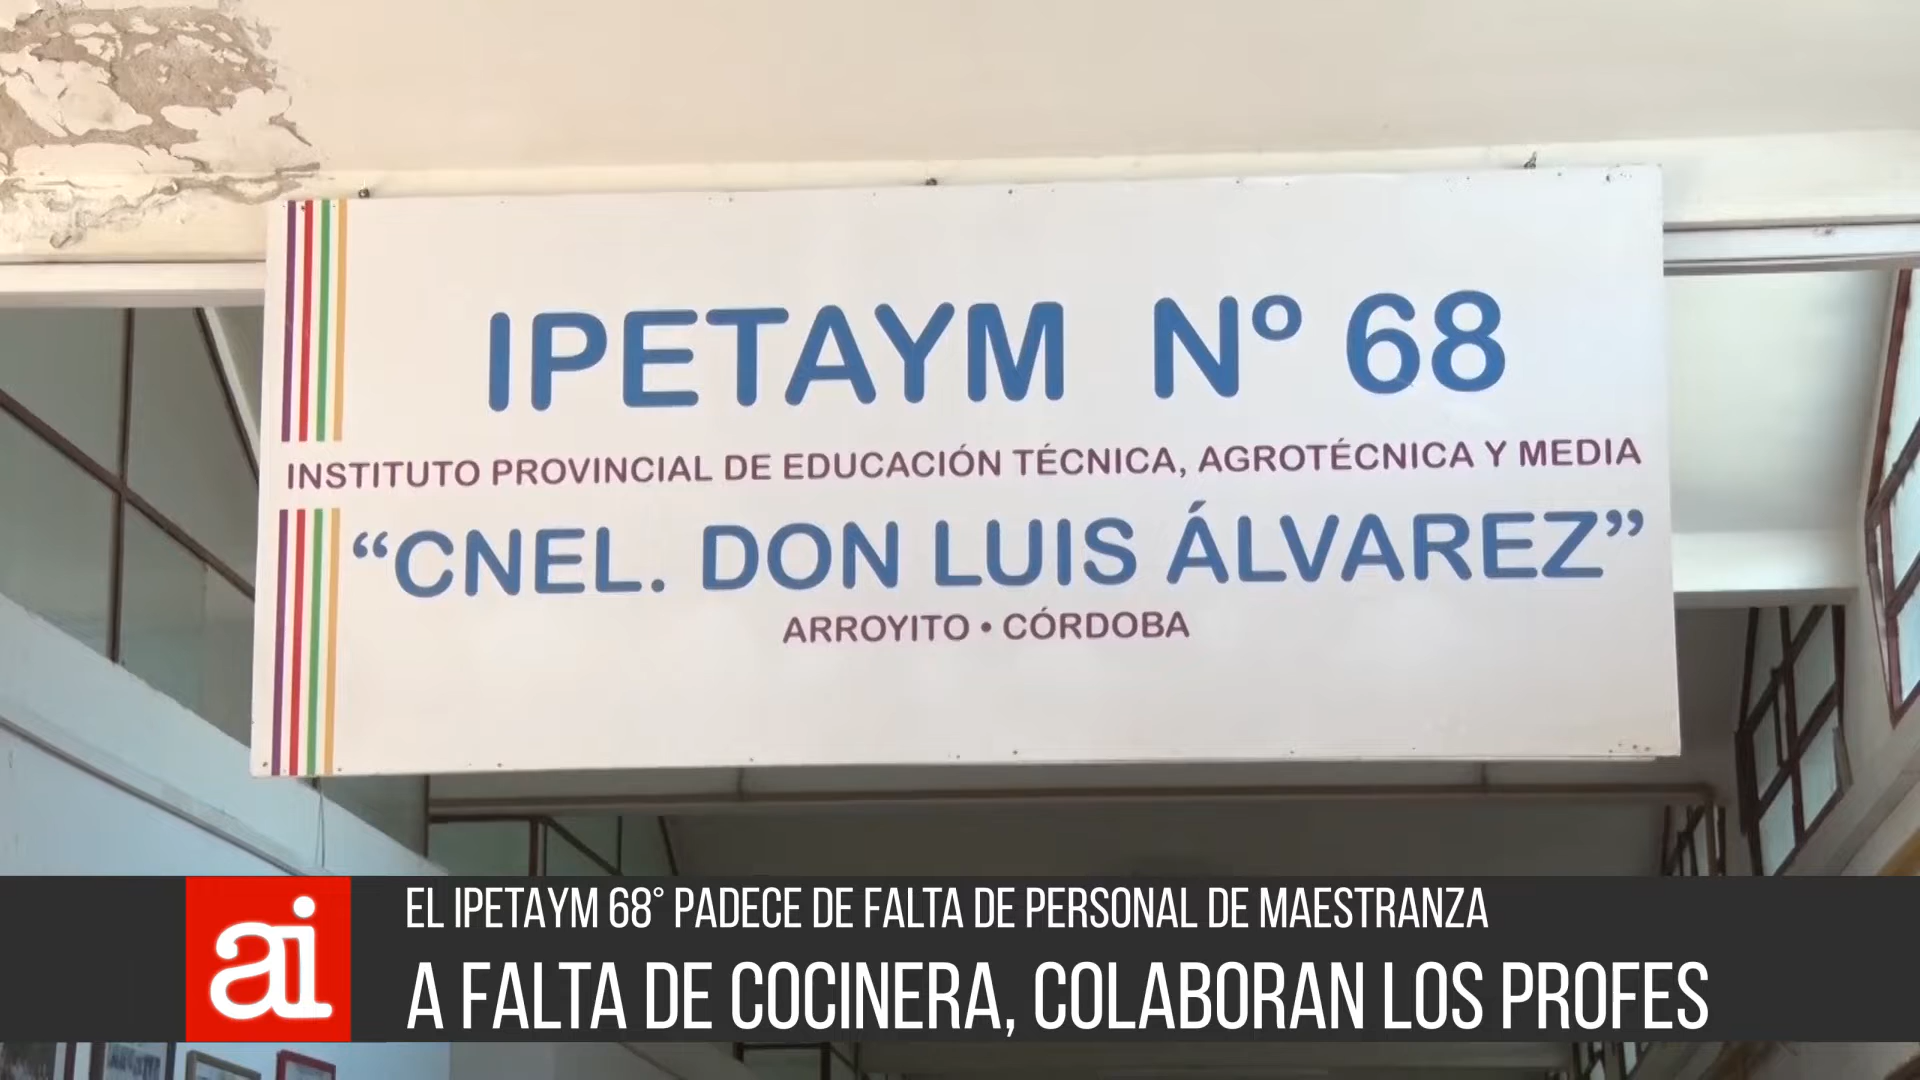 IPETAYM Nº 68
INSTITUTO PROVINCIAL DE EDUCACIÓN TÉCNICA, AGROTÉCNICA Y MEDIA
“CNEL. DON LUIS ÁLVAREZ”
ARROYITO • CÓRDOBA
ai
EL IPETAYM 68° PADECE DE FALTA DE PERSONAL DE MAESTRANZA
A FALTA DE COCINERA, COLABORAN LOS PROFES